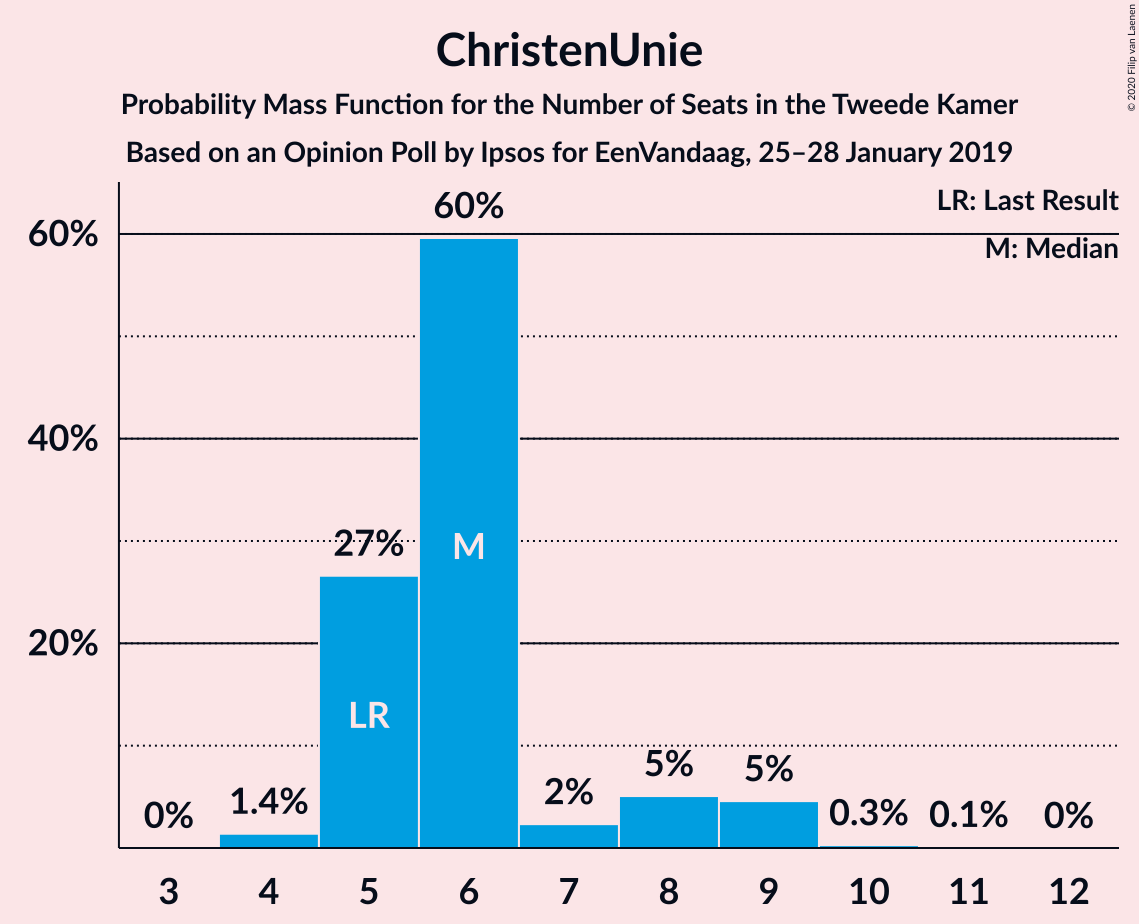 ChristenUnie
Probability Mass Function for the Number of Seats in the Tweede Kamer
Based on an Opinion Poll by Ipsos for EenVandaag, 25–28 January 2019
© 2020 Filip van Laenen
LR: Last Result
M: Median
60%
40%
20%
0%
1.4%
27%
60%
2%
5%
5%
0.3%
0.1%
0%
LR
M
3 4 5 6 7 8 9 10 11 12